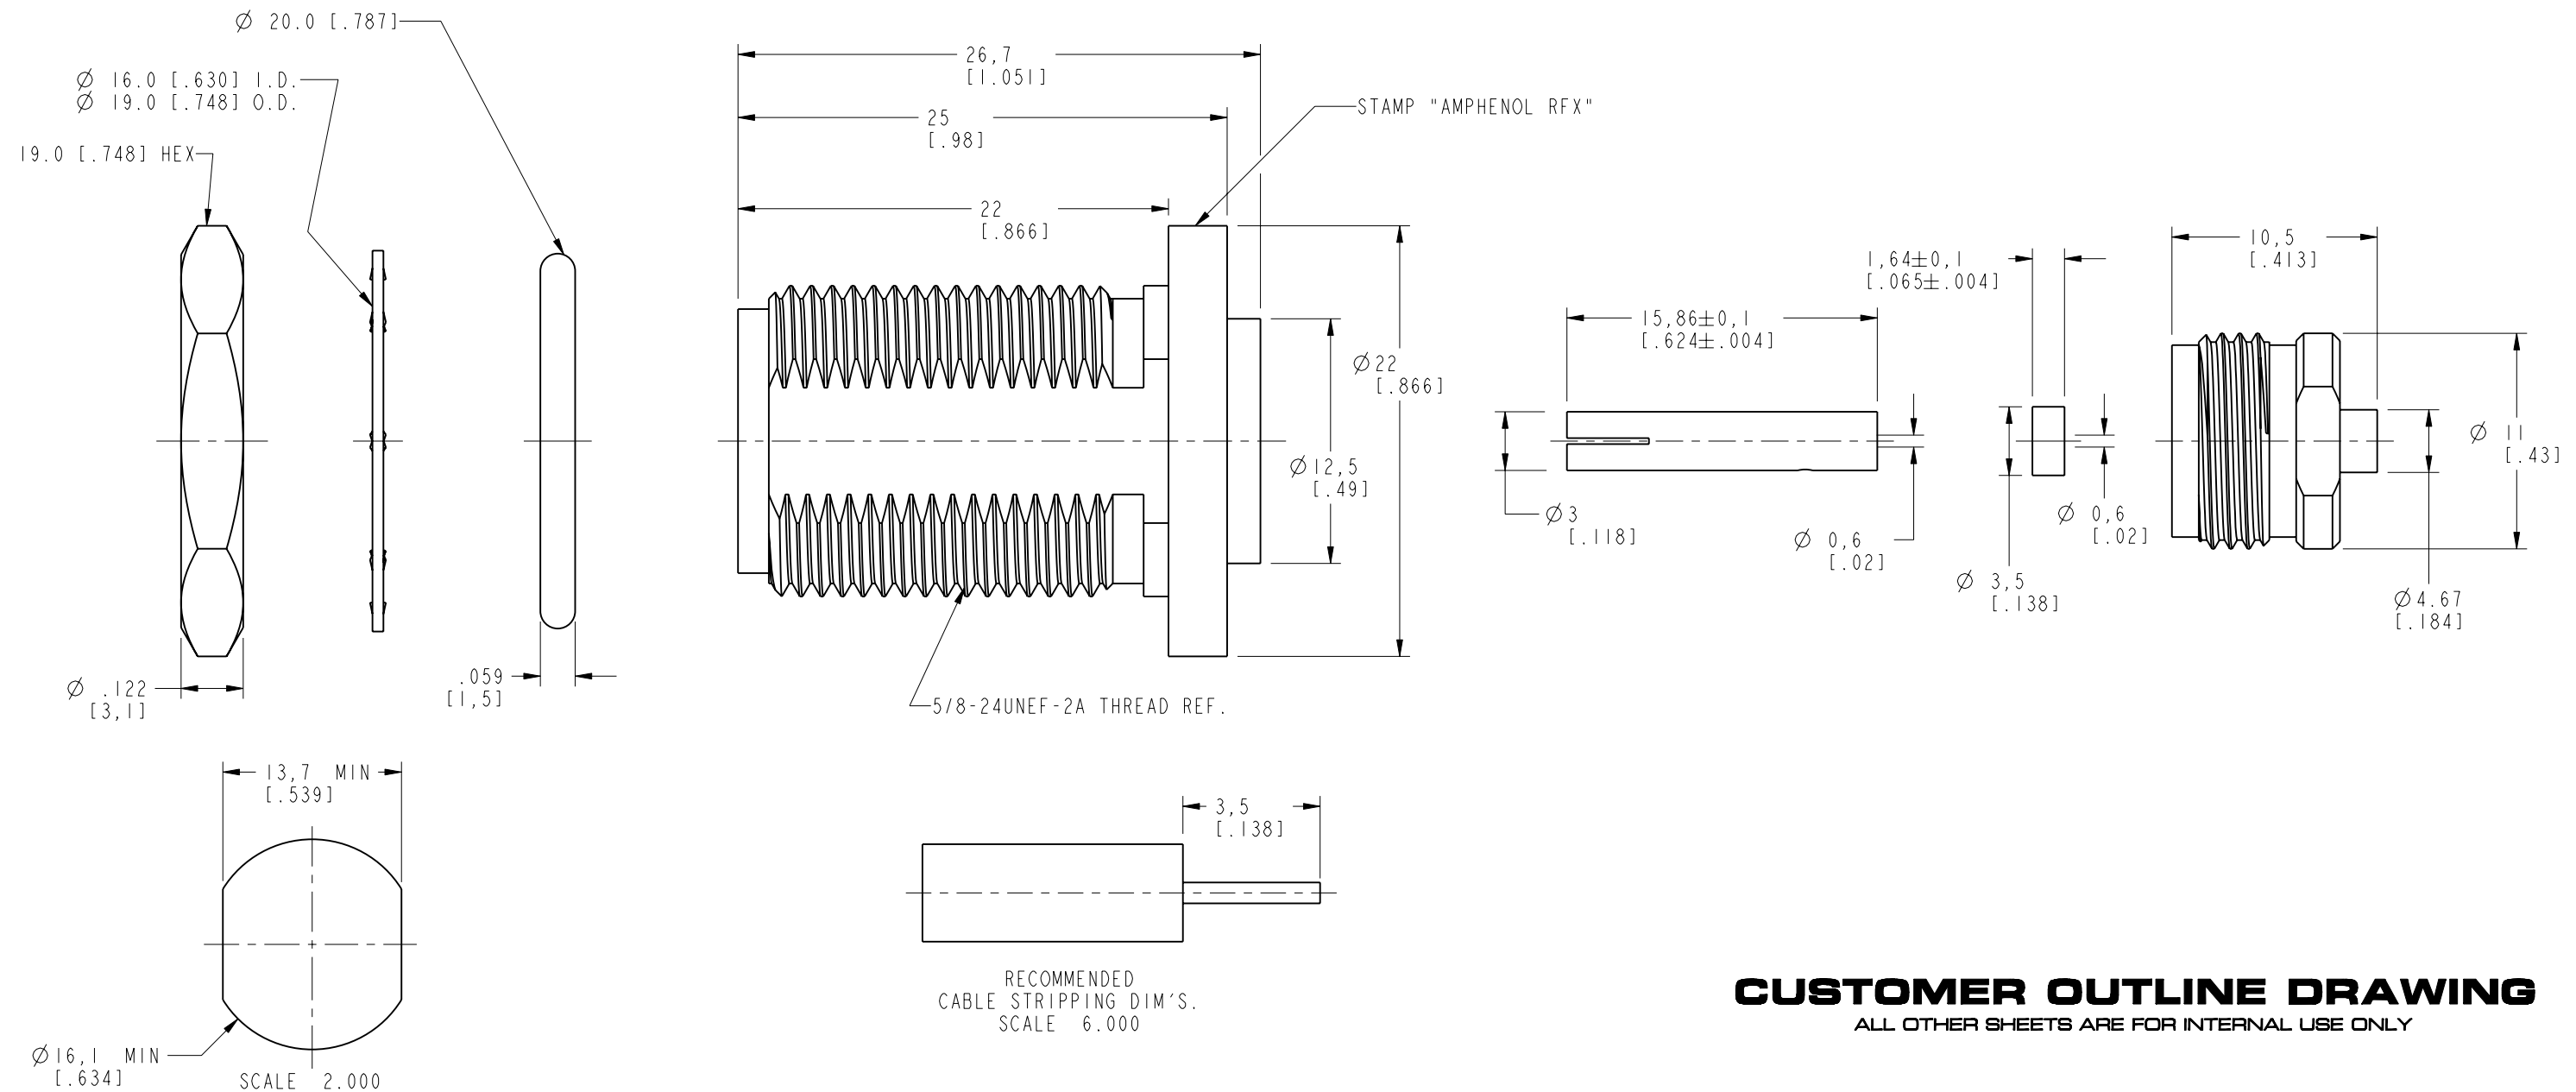 Ø 20.0 [.787]
Ø 16.0 [.630] I.D.
Ø 19.0 [.748] O.D.
19.0 [.748] HEX
26,7
[1.051]
25
[.98]
22
[.866]
STAMP "AMPHENOL RFX"
Ø22
[.866]
Ø12,5
[.49]
5/8-24UNEF-2A THREAD REF.
Ø .122
[3,1]
.059
[1,5]
15,86±0,1
[.624±.004]
Ø3
[.118]
Ø 0,6
[.02]
1,64±0,1
[.065±.004]
Ø 3,5
[.138]
Ø 0,6
[.02]
10,5
[.413]
Ø 11
[.43]
Ø4.67
[.184]
13,7 MIN
[.539]
Ø16,1 MIN
[.634]
SCALE 2.000
3,5
[.138]
RECOMMENDED
CABLE STRIPPING DIM'S.
SCALE 6.000
CUSTOMER OUTLINE DRAWING
ALL OTHER SHEETS ARE FOR INTERNAL USE ONLY